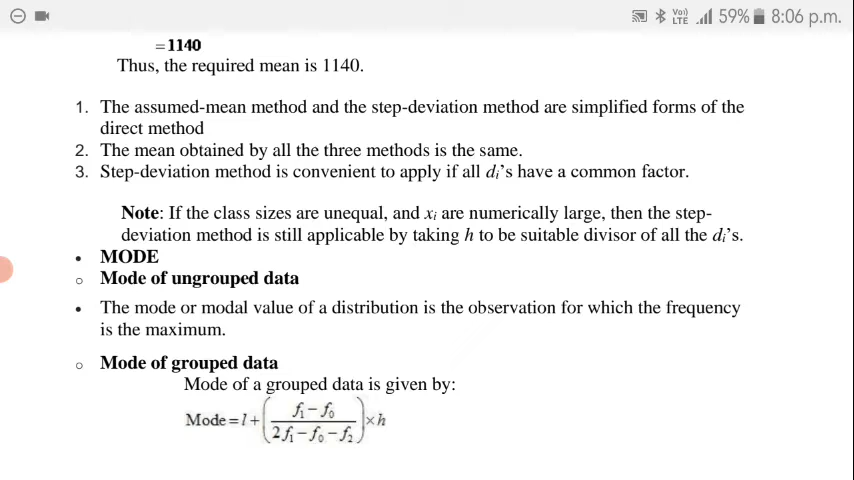 Vo)) LTE 59% 8:06 p.m.
= 1140
Thus, the required mean is 1140.
1. The assumed-mean method and the step-deviation method are simplified forms of the
direct method
2. The mean obtained by all the three methods is the same.
3. Step-deviation method is convenient to apply if all dᵢ’s have a common factor.
Note: If the class sizes are unequal, and xᵢ are numerically large, then the step-
deviation method is still applicable by taking h to be suitable divisor of all the dᵢ’s.
• MODE
○ Mode of ungrouped data
• The mode or modal value of a distribution is the observation for which the frequency
is the maximum.
○ Mode of grouped data
Mode of a grouped data is given by:
Mode = l + ( (f₁ − f₀) / (2f₁ − f₀ − f₂) ) × h